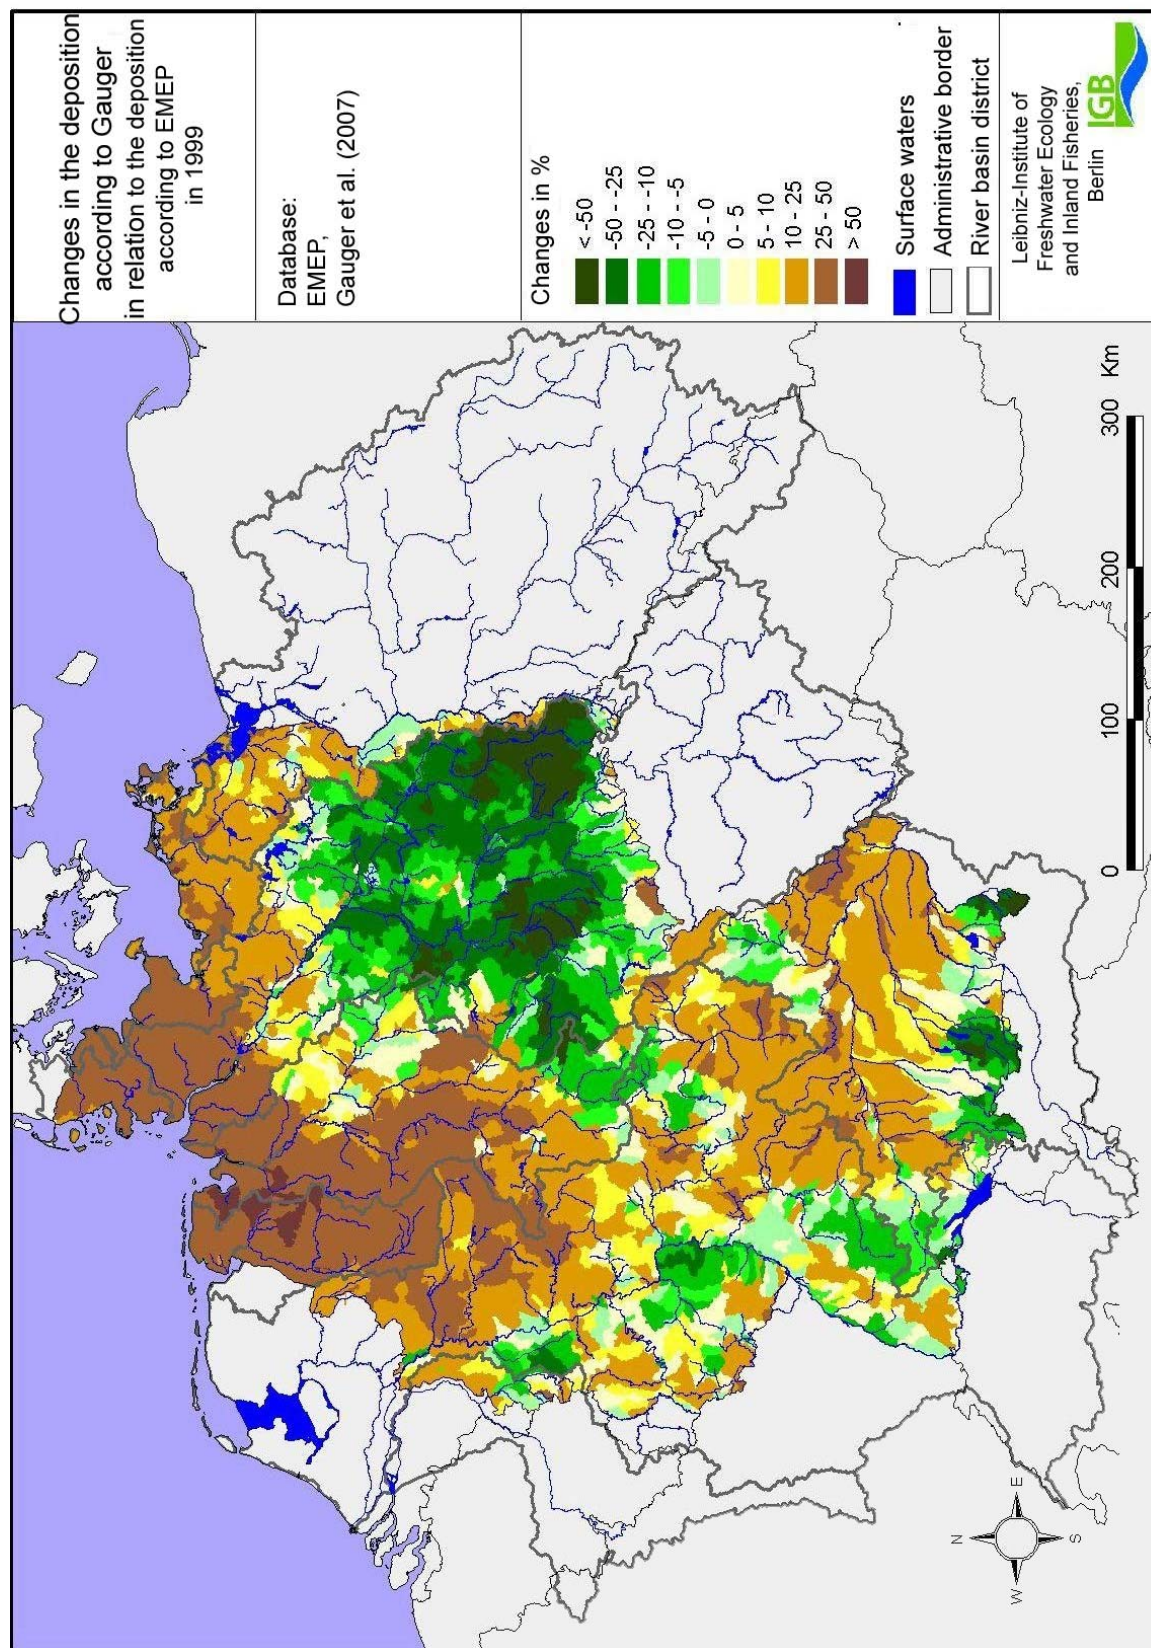 Changes in the deposition
according to Gauger
in relation to the deposition
according to EMEP
in 1999
Database:
EMEP,
Gauger et al. (2007)
Changes in %
< -50
-50 - -25
-25 - -10
-10 - -5
-5 - 0
0 - 5
5 - 10
10 - 25
25 - 50
> 50
Surface waters
Administrative border
River basin district
Leibniz-Institute of
Freshwater Ecology
and Inland Fisheries,
Berlin
IGB
0 100 200 300 Km
N
W E
S